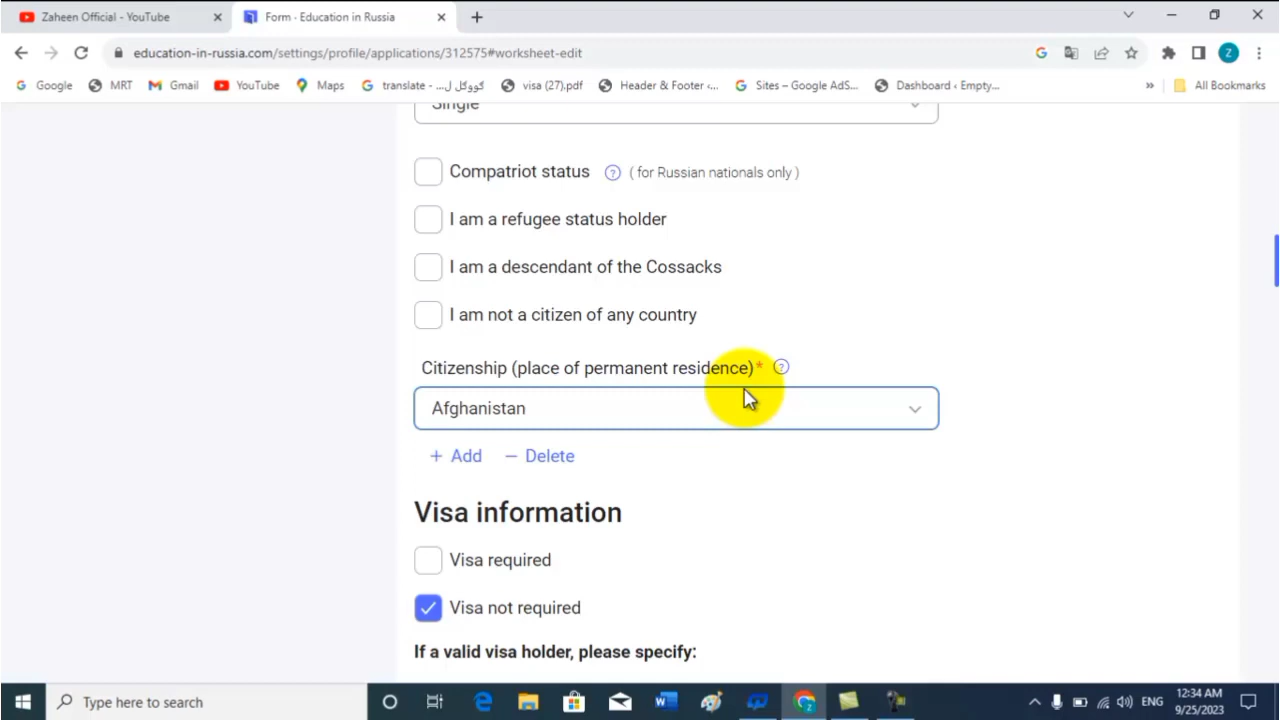 Zaheen Official - YouTube
Form - Education in Russia
education-in-russia.com/settings/profile/applications/312575#worksheet-edit
Google
MRT
Gmail
YouTube
Maps
translate - ...کووکل ل
visa (27).pdf
Header & Footer ‹...
Sites – Google AdS...
Dashboard ‹ Empty...
»
All Bookmarks
Z
Single
Compatriot status ? ( for Russian nationals only )
I am a refugee status holder
I am a descendant of the Cossacks
I am not a citizen of any country
Citizenship (place of permanent residence)* ?
Afghanistan
+ Add − Delete
Visa information
Visa required
Visa not required
If a valid visa holder, please specify:
Type here to search
ENG
12:34 AM
9/25/2023